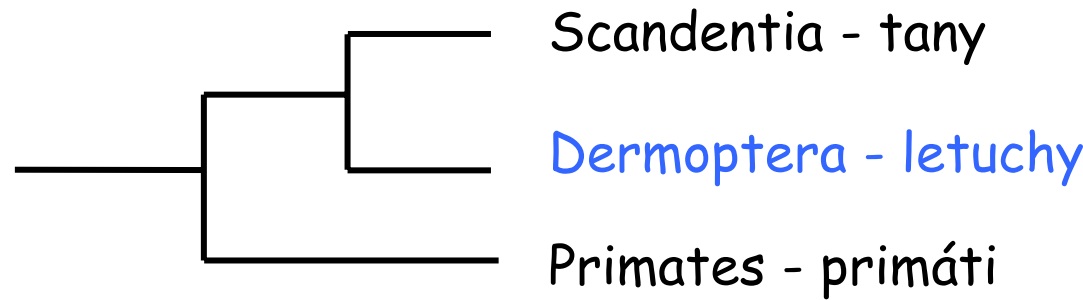 Scandentia - tany
Dermoptera - letuchy
Primates - primáti